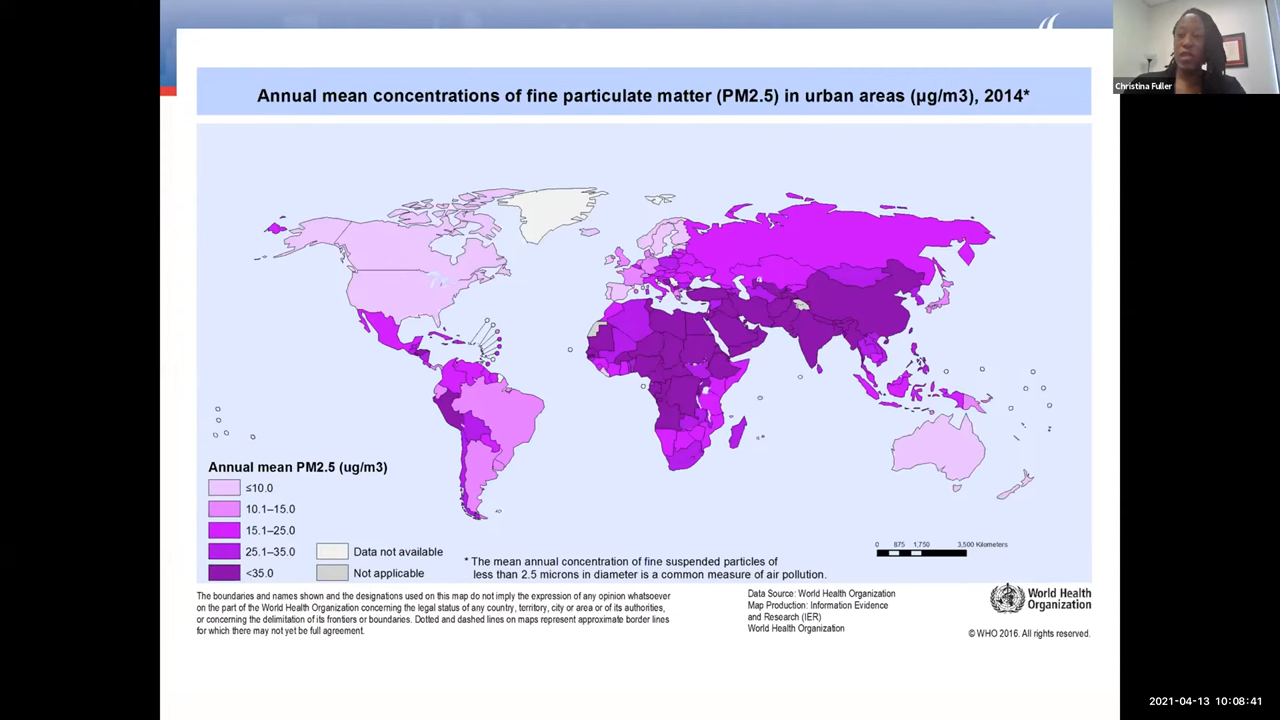 Annual mean concentrations of fine particulate matter (PM2.5) in urban areas (µg/m3), 2014*
Christina Fuller
Annual mean PM2.5 (ug/m3)
≤10.0
10.1–15.0
15.1–25.0
25.1–35.0
<35.0
Data not available
Not applicable
* The mean annual concentration of fine suspended particles of
less than 2.5 microns in diameter is a common measure of air pollution.
0 875 1,750 3,500 Kilometers
The boundaries and names shown and the designations used on this map do not imply the expression of any opinion whatsoever
on the part of the World Health Organization concerning the legal status of any country, territory, city or area or of its authorities,
or concerning the delimitation of its frontiers or boundaries. Dotted and dashed lines on maps represent approximate border lines
for which there may not yet be full agreement.
Data Source: World Health Organization
Map Production: Information Evidence
and Research (IER)
World Health Organization
World Health
Organization
© WHO 2016. All rights reserved.
2021-04-13 10:08:41